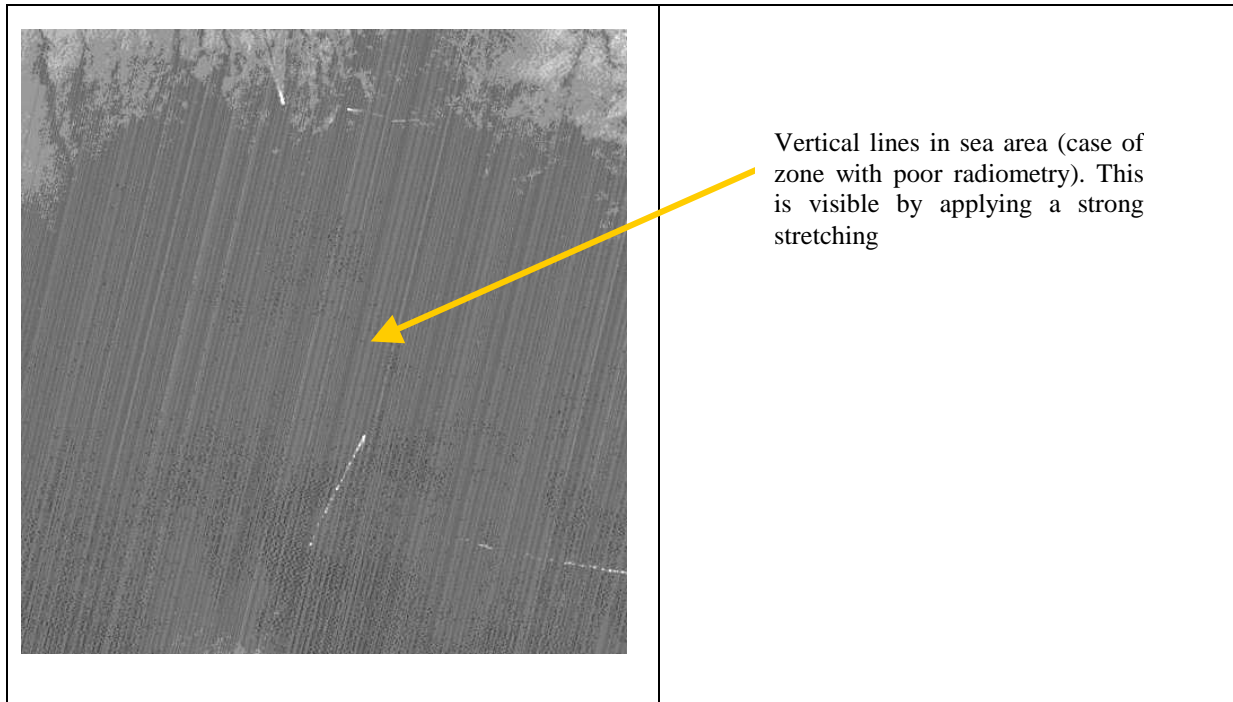 Vertical lines in sea area (case of
zone with poor radiometry). This
is visible by applying a strong
stretching